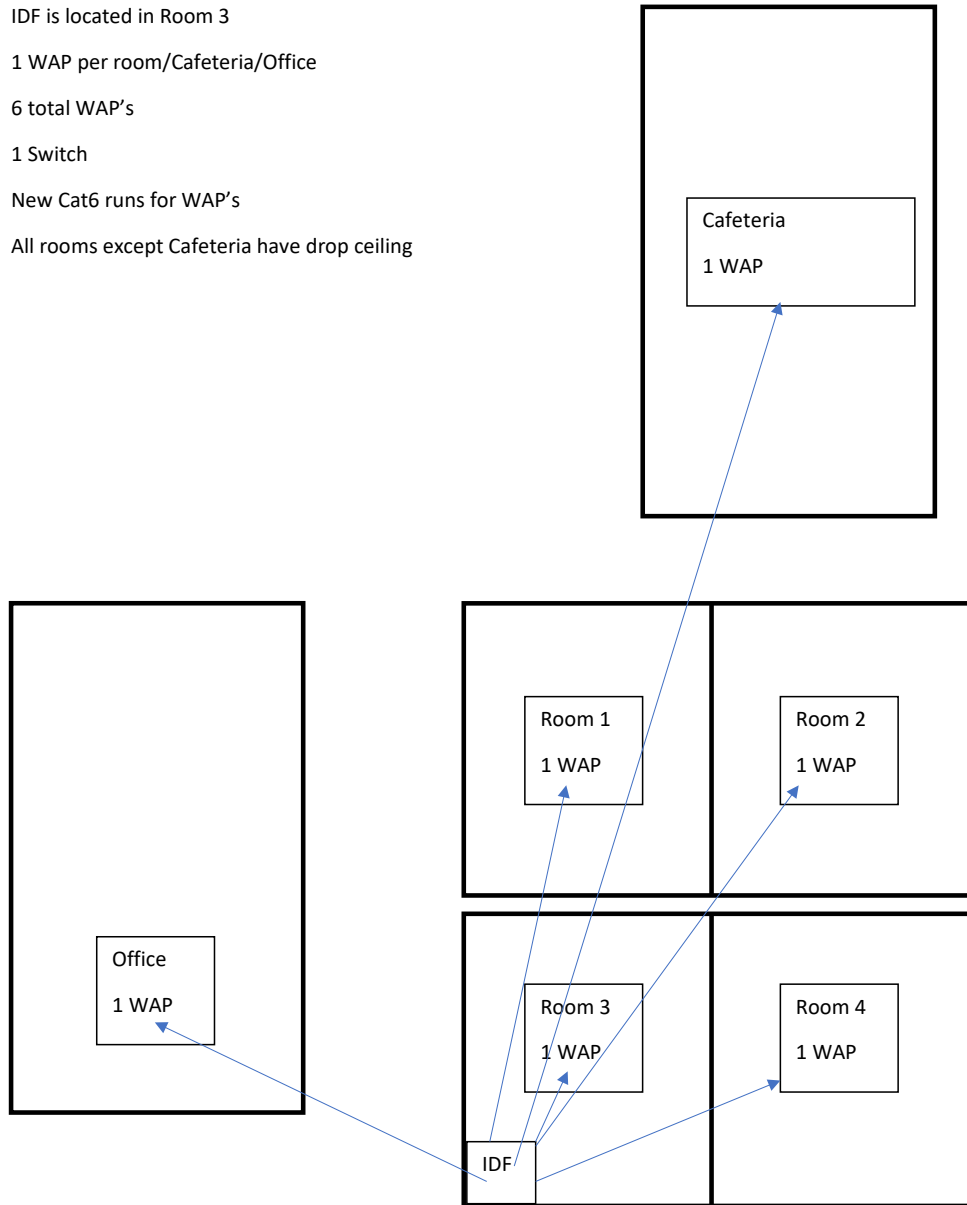 IDF is located in Room 3
1 WAP per room/Cafeteria/Office
6 total WAP’s
1 Switch
New Cat6 runs for WAP’s
All rooms except Cafeteria have drop ceiling
Cafeteria
1 WAP
Room 1
1 WAP
Room 2
1 WAP
Office
1 WAP
Room 3
1 WAP
Room 4
1 WAP
IDF